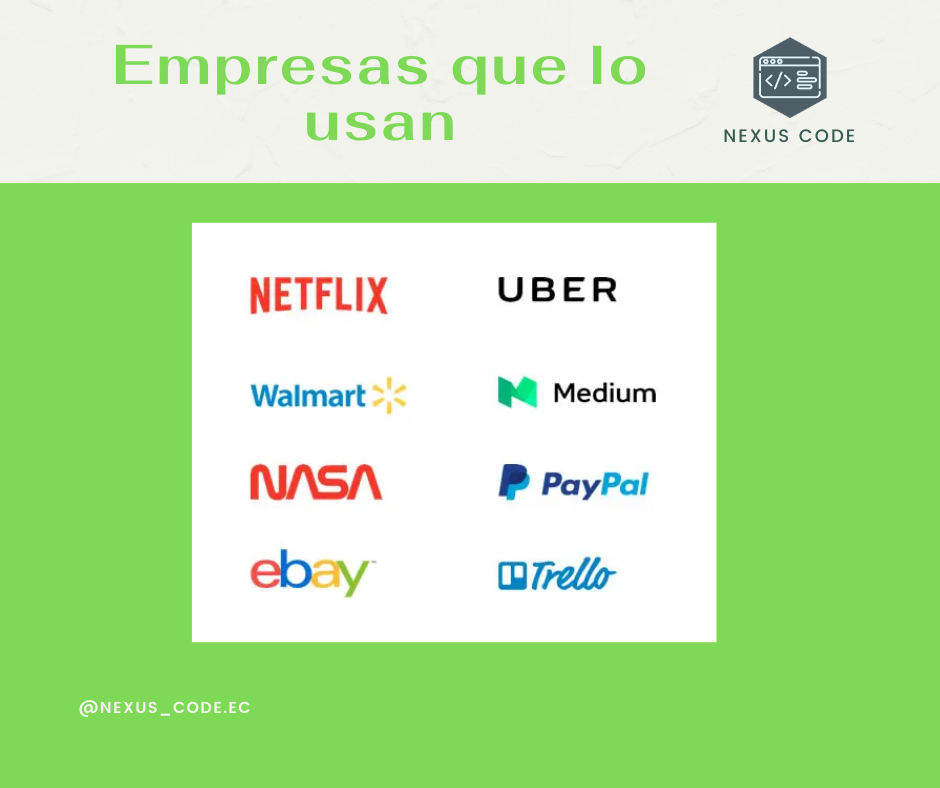 Empresas que lo
usan
NEXUS CODE
NETFLIX
UBER
Walmart
Medium
NASA
PayPal
ebay
Trello
@NEXUS_CODE.EC